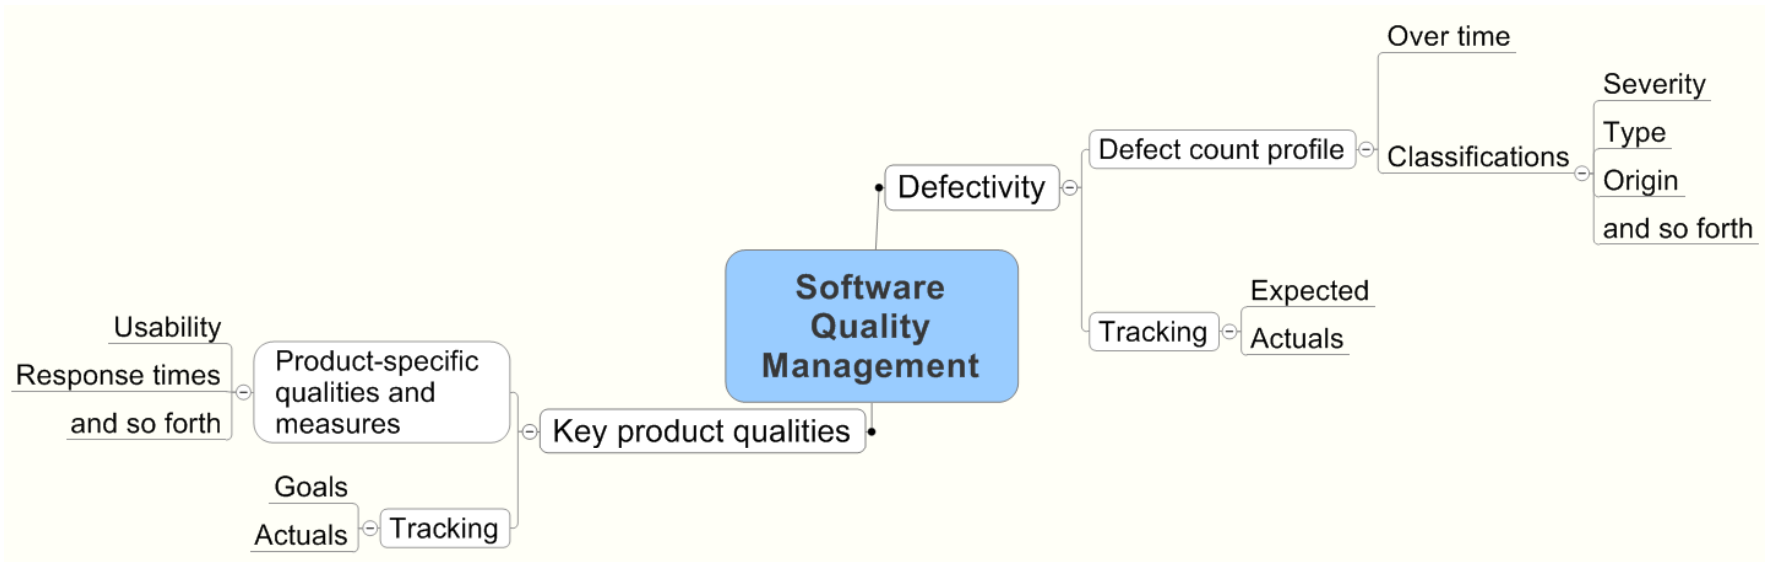 Software
Quality
Management
Defectivity
Defect count profile
Over time
Classifications
Severity
Type
Origin
and so forth
Tracking
Expected
Actuals
Key product qualities
Product-specific
qualities and
measures
Usability
Response times
and so forth
Tracking
Goals
Actuals